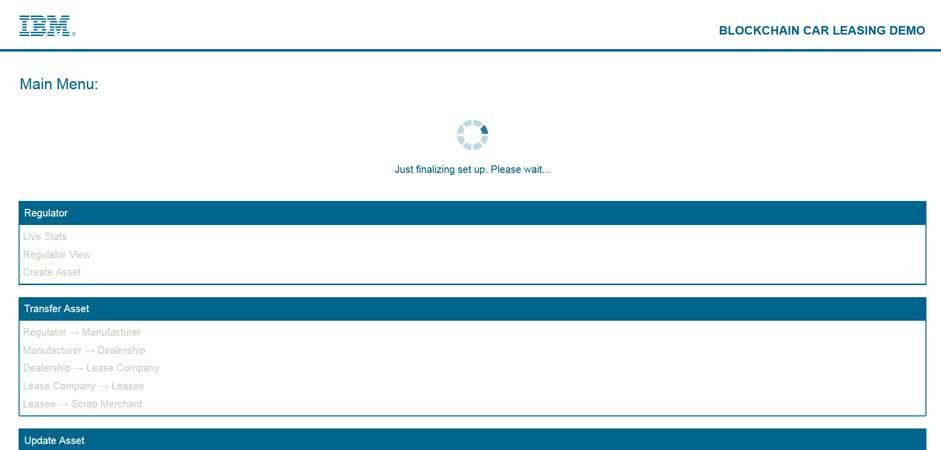 IBM
BLOCKCHAIN CAR LEASING DEMO
Main Menu:
Just finalizing set up. Please wait...
Regulator
Live Stats
Regulator View
Create Asset
Transfer Asset
Regulator → Manufacturer
Manufacturer → Dealership
Dealership → Lease Company
Lease Company → Leasee
Leasee → Scrap Merchant
Update Asset